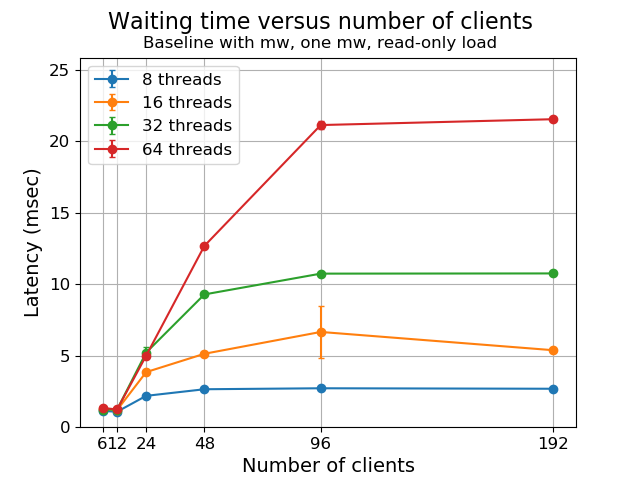 Waiting time versus number of clients
Baseline with mw, one mw, read-only load
25
20
15
10
5
0
Latency (msec)
8 threads
16 threads
32 threads
64 threads
6 12 24 48 96 192
Number of clients